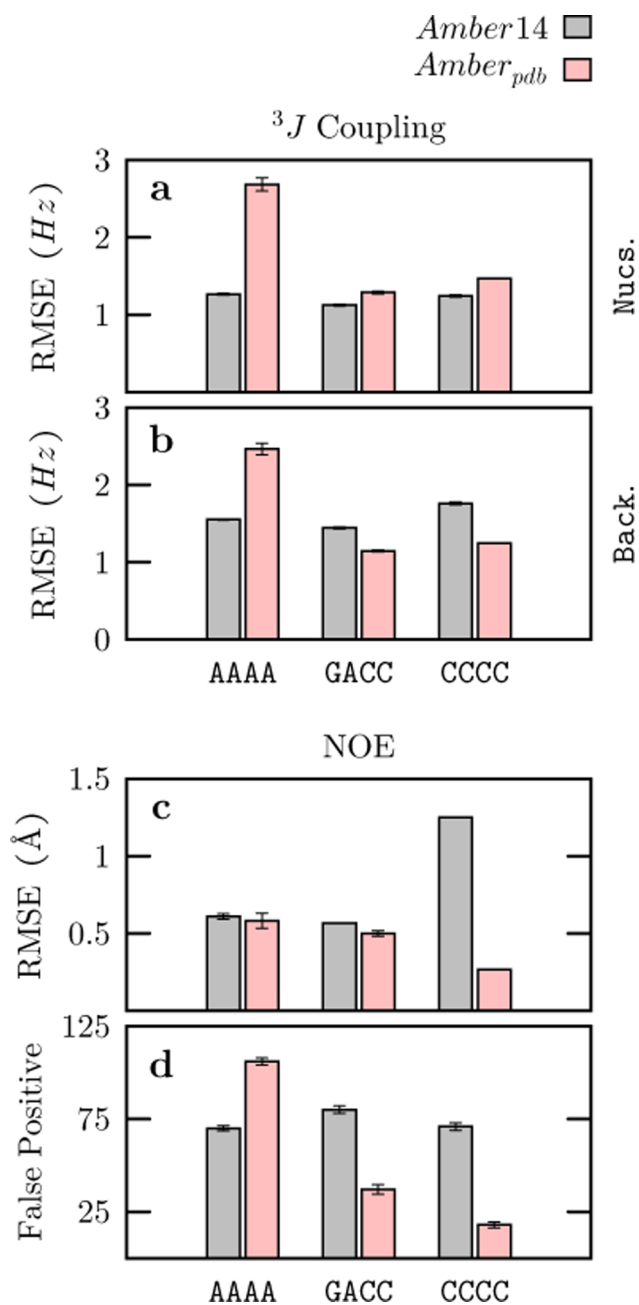 Amber14
Amber_pdb
³J Coupling
a
3
2
1
RMSE (Hz)
Nucs.
b
3
2
1
0
RMSE (Hz)
Back.
AAAA GACC CCCC
NOE
c
1.5
1
0.5
RMSE (Å)
d
125
75
25
False Positive
AAAA GACC CCCC